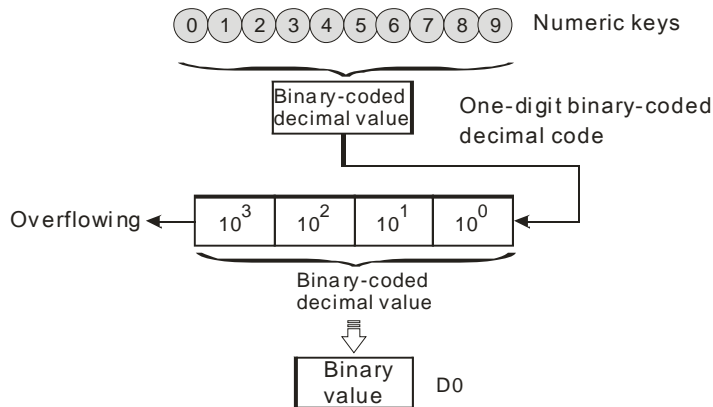 0 1 2 3 4 5 6 7 8 9 Numeric keys
Binary-coded
decimal value
One-digit binary-coded
decimal code
Overflowing 10³ 10² 10¹ 10⁰
Binary-coded
decimal value
Binary
value
D0